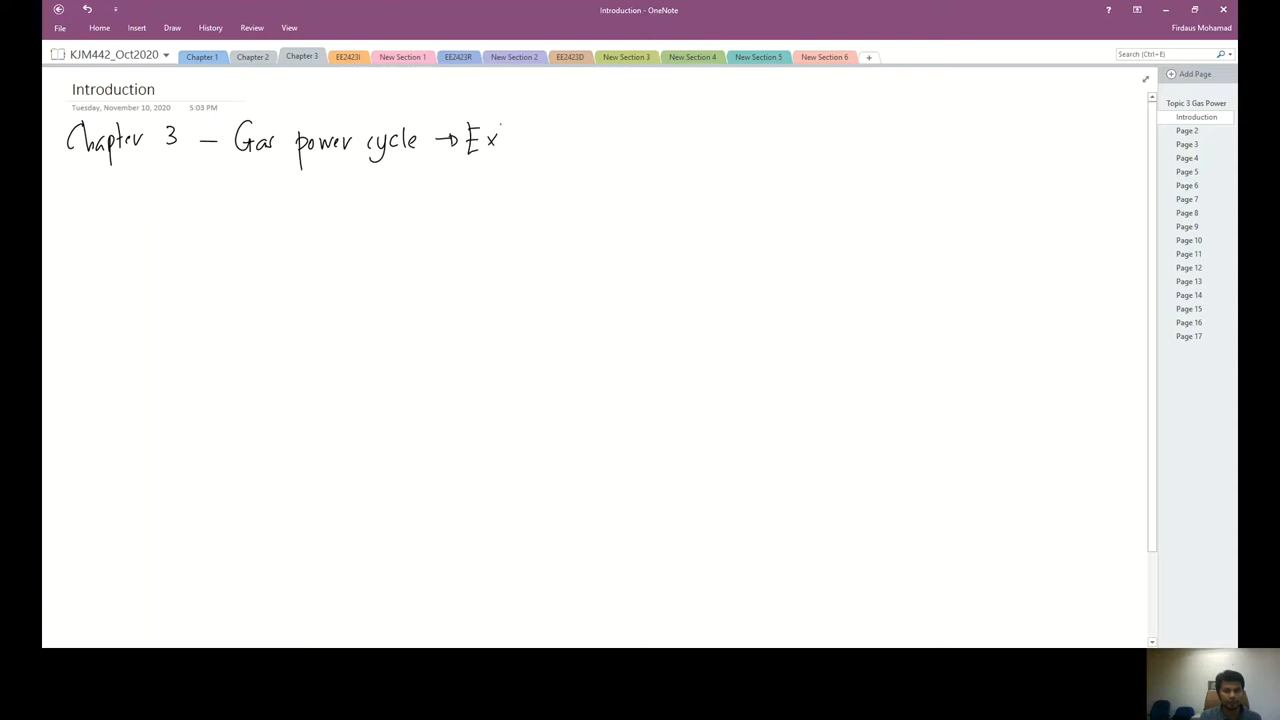 Introduction - OneNote
Firdaus Mohamad
File Home Insert Draw History Review View
KJM442_Oct2020 Chapter 1 Chapter 2 Chapter 3 EE2423I New Section 1 EE2423R New Section 2 EE2423D New Section 3 New Section 4 New Section 5 New Section 6 +
Search (Ctrl+E)
Add Page
Introduction
Tuesday, November 10, 2020 5:03 PM
Chapter 3 – Gas power cycle → Ex
Topic 3 Gas Power
Introduction
Page 2
Page 3
Page 4
Page 5
Page 6
Page 7
Page 8
Page 9
Page 10
Page 11
Page 12
Page 13
Page 14
Page 15
Page 16
Page 17